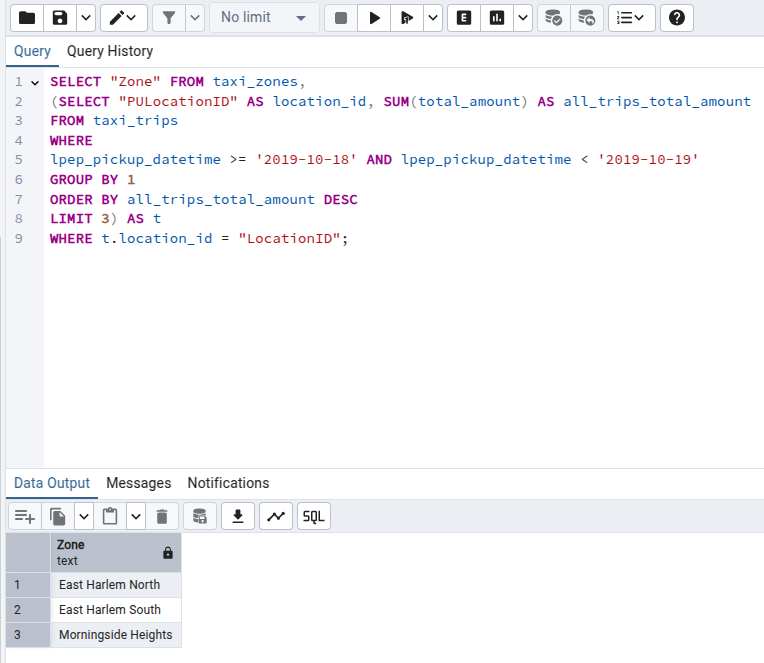 No limit
E
SQL
Query Query History
1 SELECT "Zone" FROM taxi_zones,
2 (SELECT "PULocationID" AS location_id, SUM(total_amount) AS all_trips_total_amount
3 FROM taxi_trips
4 WHERE
5 lpep_pickup_datetime >= '2019-10-18' AND lpep_pickup_datetime < '2019-10-19'
6 GROUP BY 1
7 ORDER BY all_trips_total_amount DESC
8 LIMIT 3) AS t
9 WHERE t.location_id = "LocationID";
Data Output Messages Notifications
SQL
Zone
text
1 East Harlem North
2 East Harlem South
3 Morningside Heights